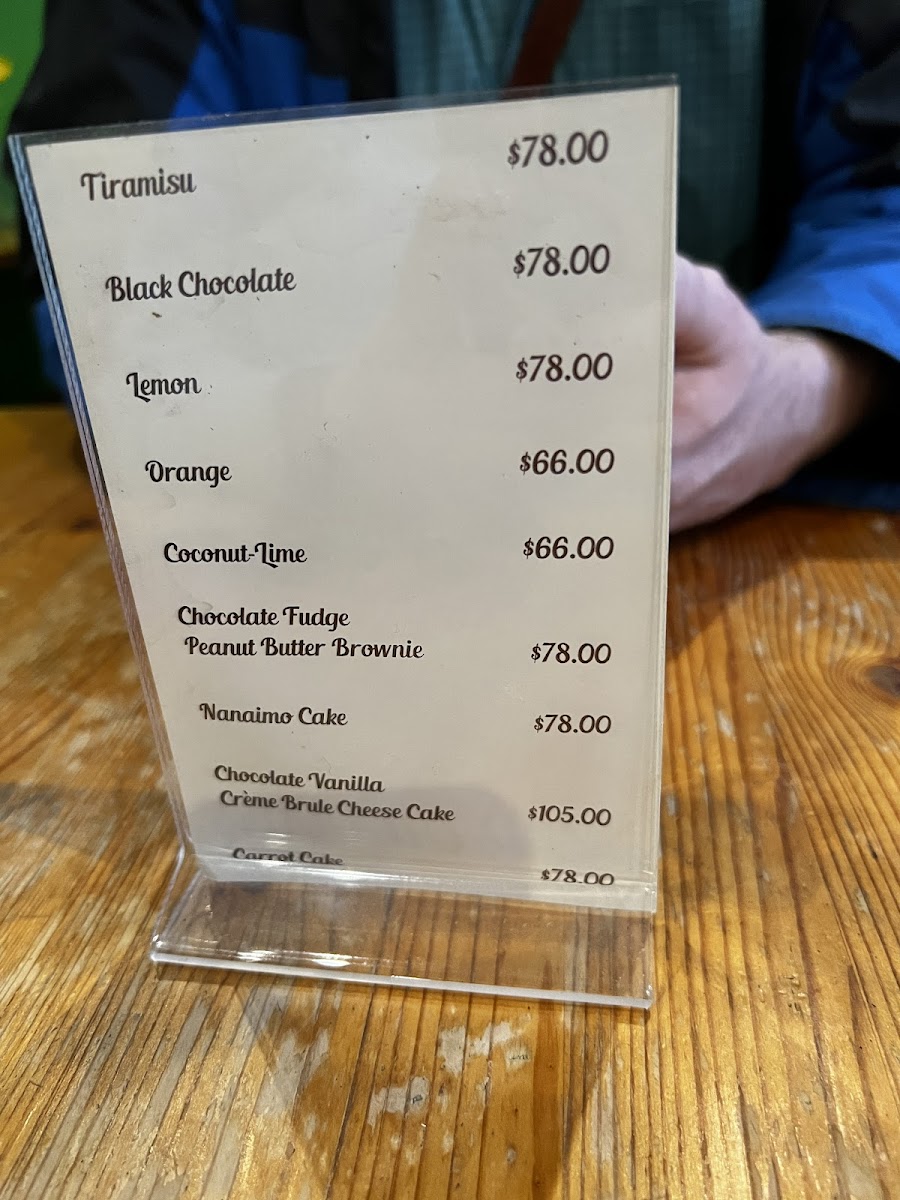 Tiramisu $78.00
Black Chocolate $78.00
Lemon $78.00
Orange $66.00
Coconut-Lime $66.00
Chocolate Fudge
Peanut Butter Brownie $78.00
Nanaimo Cake $78.00
Chocolate Vanilla
Crème Brule Cheese Cake $105.00
Carrot Cake $78.00